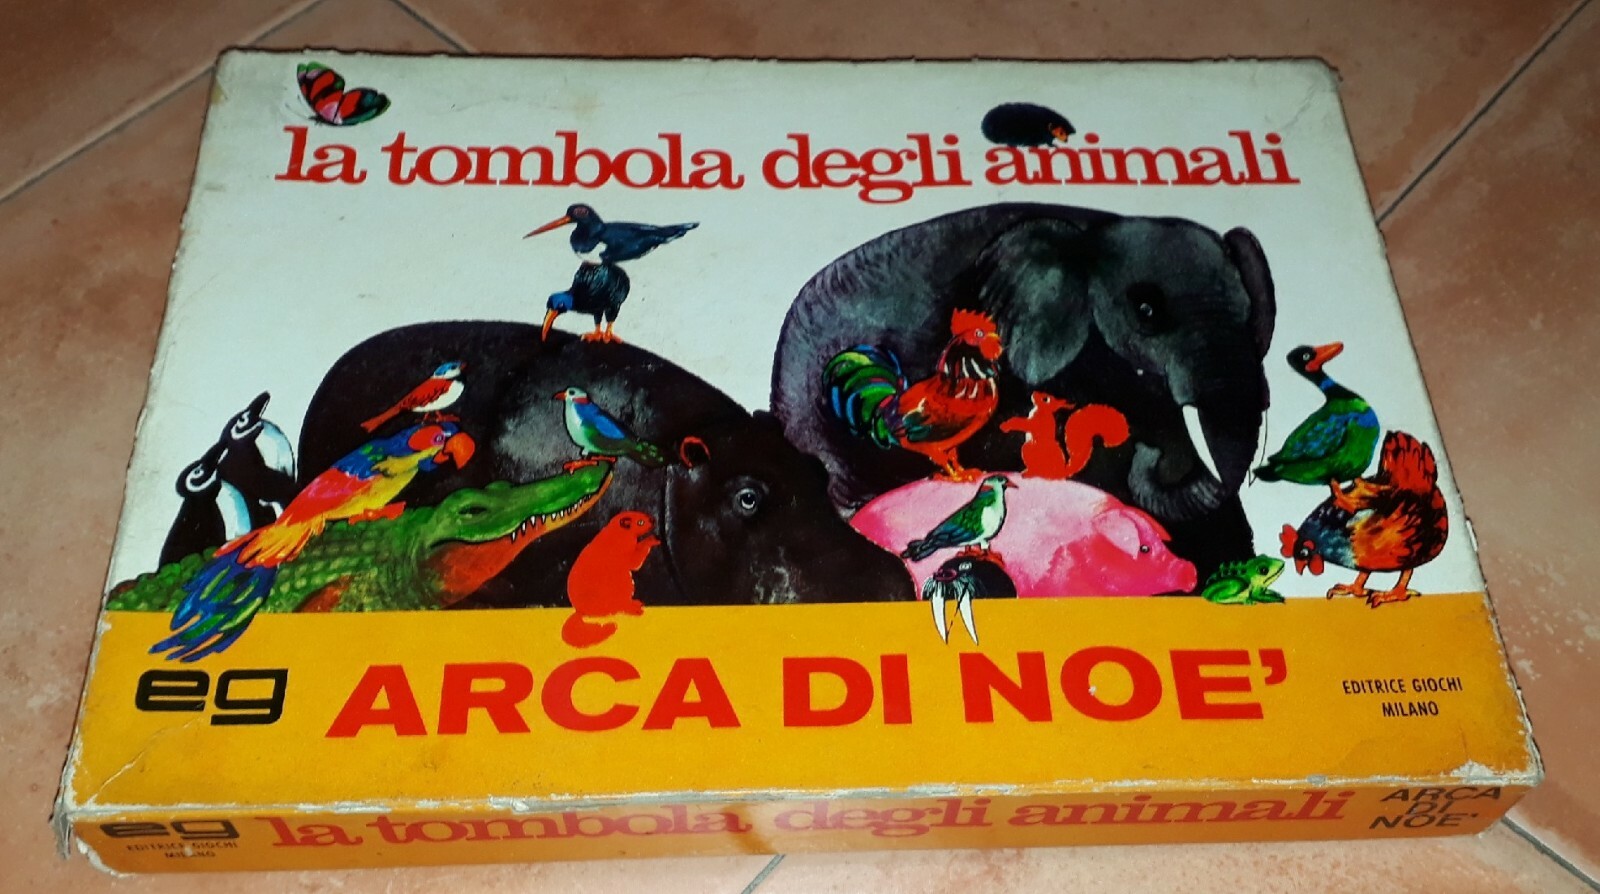 la tombola degli animali
eg ARCA DI NOE'
EDITRICE GIOCHI
MILANO
eg la tombola degli animali ARCA
DI
NOE'
EDITRICE GIOCHI
MILANO